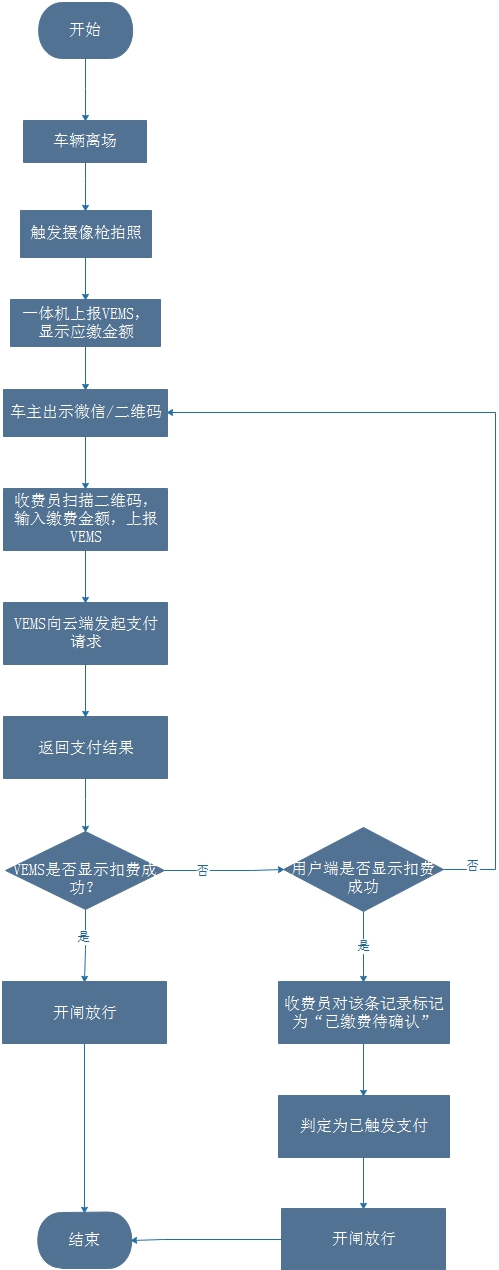 开始
车辆离场
触发摄像枪拍照
一体机上报VEMS，
显示应缴金额
车主出示微信/二维码
收费员扫描二维码，
输入缴费金额，上报
VEMS
VEMS向云端发起支付
请求
返回支付结果
VEMS是否显示扣费成
功？
否
用户端是否显示扣费
成功
否
是
是
开闸放行
收费员对该条记录标记
为“已缴费待确认”
判定为已触发支付
开闸放行
结束